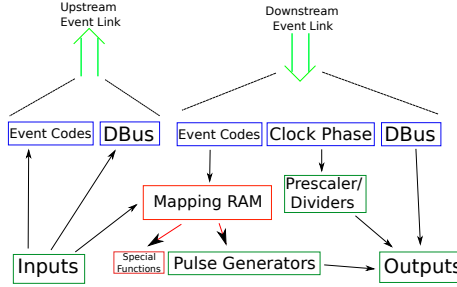 Upstream
Event Link
Downstream
Event Link
Event Codes
DBus
Event Codes
Clock Phase
DBus
Mapping RAM
Prescaler/
Dividers
Inputs
Special
Functions
Pulse Generators
Outputs